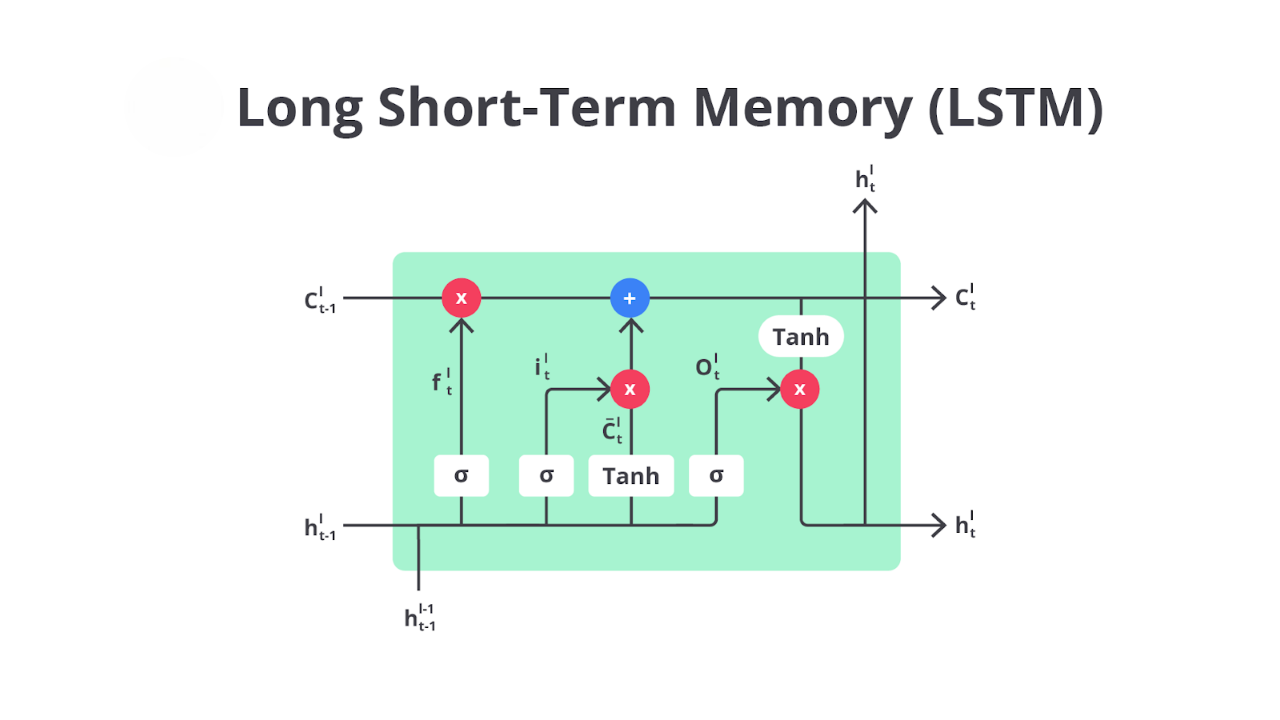 Long Short-Term Memory (LSTM)
h_t^l
C_{t-1}^l
x
+
C_t^l
Tanh
f_t^l
i_t^l
x
O_t^l
x
C̄_t^l
σ
σ
Tanh
σ
h_{t-1}^l
h_t^l
h_{t-1}^{l-1}